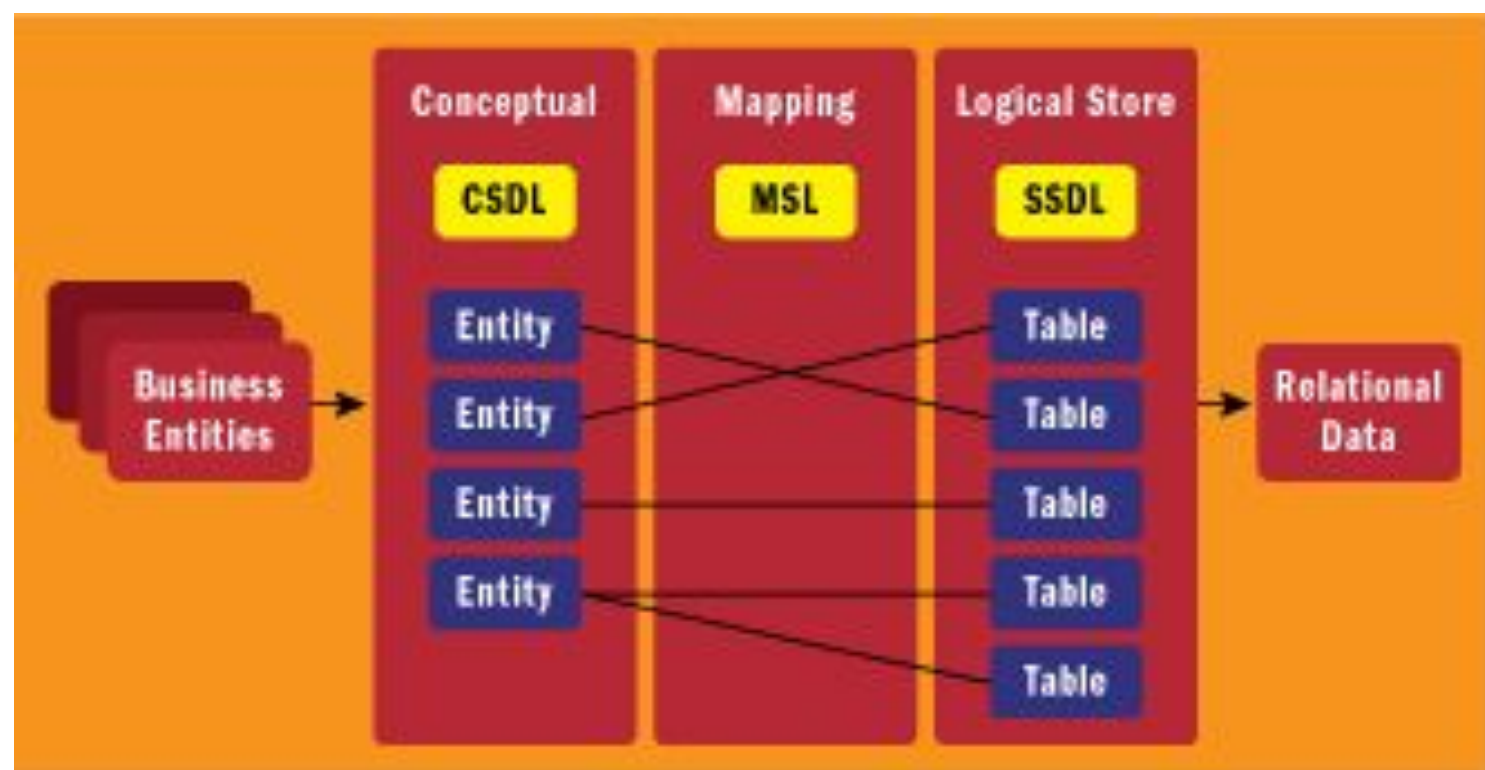 Conceptual
Mapping
Logical Store
CSDL
MSL
SSDL
Entity
Table
Entity
Table
Entity
Table
Entity
Table
Table
Business
Entities
Relational
Data